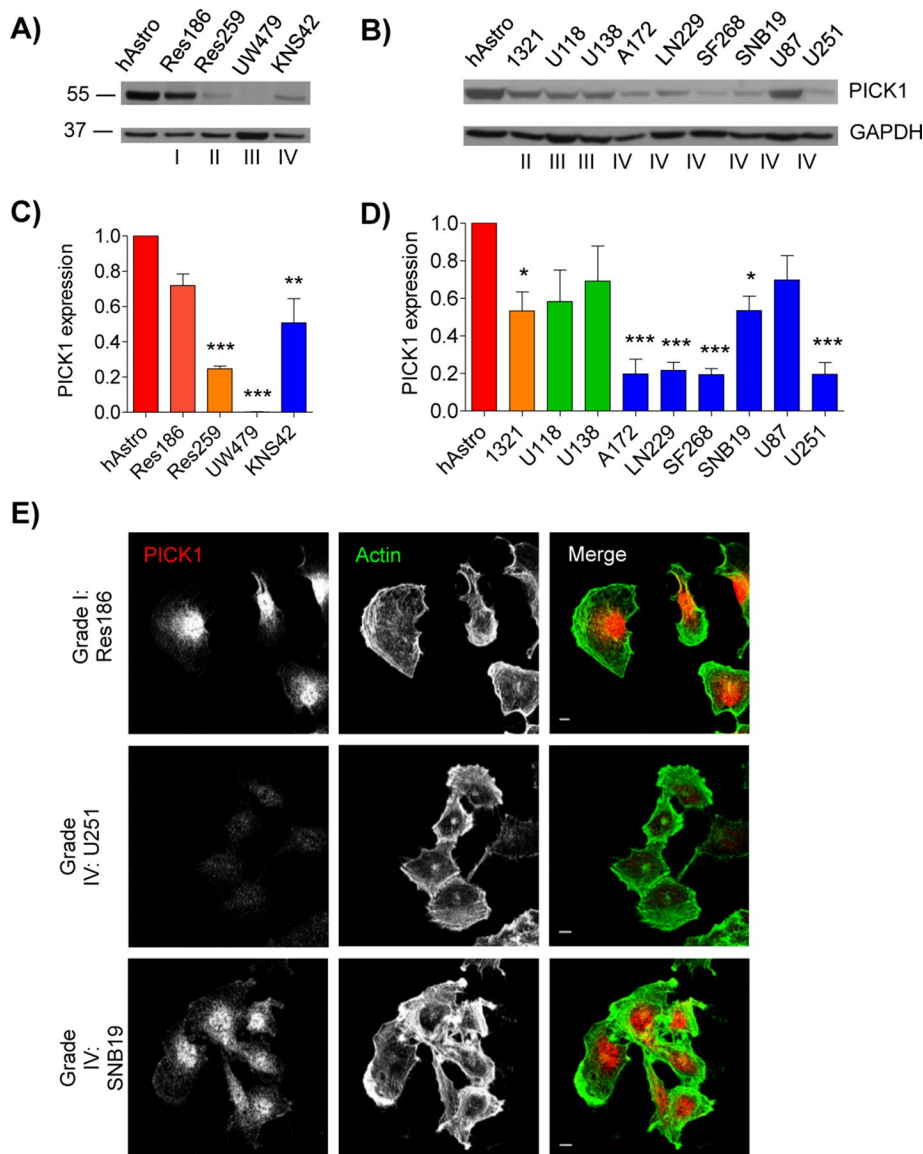 A)
hAstro
Res186
Res259
UW479
KNS42
55
37
I
II
III
IV
B)
hAstro
1321
U118
U138
A172
LN229
SF268
SNB19
U87
U251
PICK1
GAPDH
II
III
III
IV
IV
IV
IV
IV
IV
C)
PICK1 expression
1.0
0.8
0.6
0.4
0.2
0.0
***
***
**
hAstro
Res186
Res259
UW479
KNS42
D)
PICK1 expression
1.0
0.8
0.6
0.4
0.2
0.0
*
***
***
***
*
***
hAstro
1321
U118
U138
A172
LN229
SF268
SNB19
U87
U251
E)
PICK1
Actin
Merge
Grade I:
Res186
Grade
IV: U251
Grade
IV:
SNB19